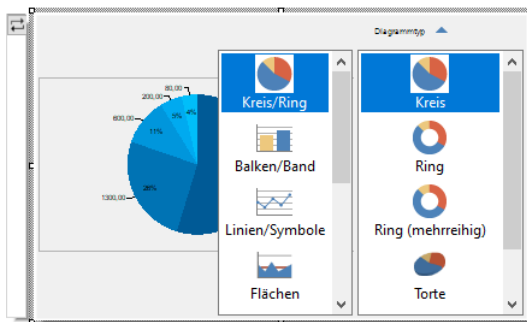 Diagrammtyp
80,00
200,00
4%
5%
600,00
11%
26%
1300,00
Kreis/Ring
Balken/Band
Linien/Symbole
Flächen
Kreis
Ring
Ring (mehrreihig)
Torte